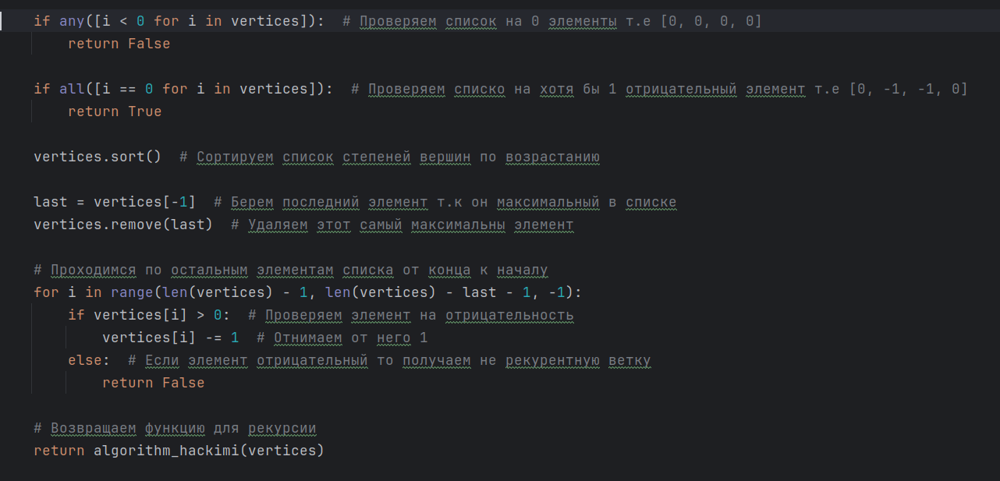 if any([i < 0 for i in vertices]):  # Проверяем список на 0 элементы т.е [0, 0, 0, 0]
    return False
if all([i == 0 for i in vertices]):  # Проверяем списко на хотя бы 1 отрицательный элемент т.е [0, -1, -1, 0]
    return True
vertices.sort()  # Сортируем список степеней вершин по возрастанию
last = vertices[-1]  # Берем последний элемент т.к он максимальный в списке
vertices.remove(last)  # Удаляем этот самый максимальны элемент
# Проходимся по остальным элементам списка от конца к началу
for i in range(len(vertices) - 1, len(vertices) - last - 1, -1):
    if vertices[i] > 0:  # Проверяем элемент на отрицательность
        vertices[i] -= 1  # Отнимаем от него 1
    else:  # Если элемент отрицательный то получаем не рекурентную ветку
        return False
# Возвращаем функцию для рекурсии
return algorithm_hackimi(vertices)